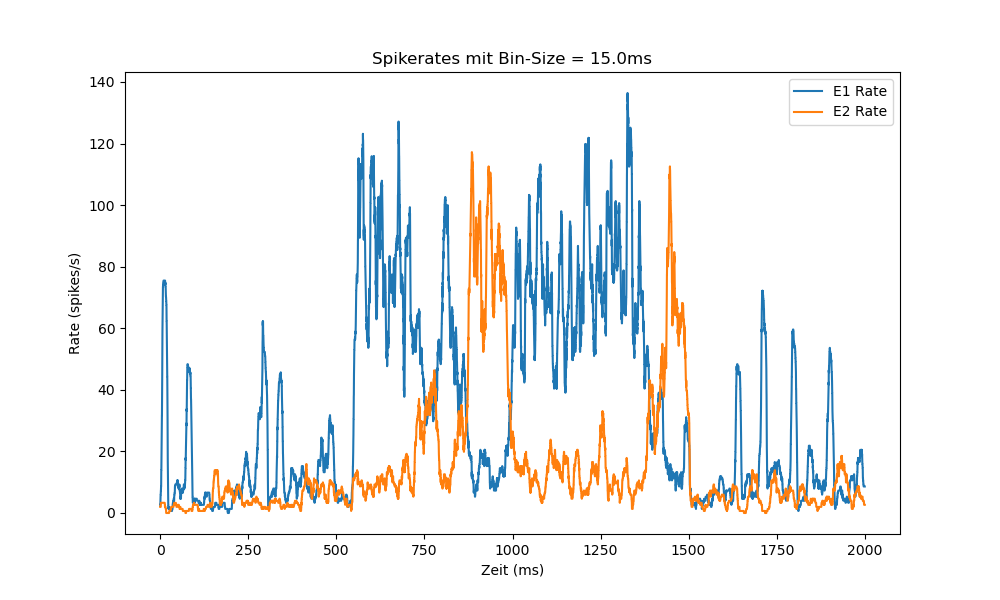 Spikerates mit Bin-Size = 15.0ms
E1 Rate
E2 Rate
Rate (spikes/s)
140
120
100
80
60
40
20
0
0 250 500 750 1000 1250 1500 1750 2000
Zeit (ms)